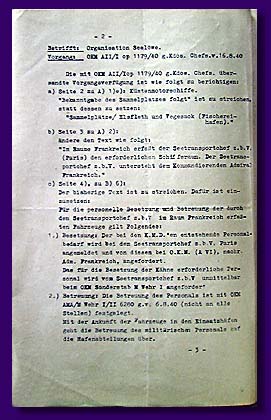 - 2 -
Betrifft: Organisation Seelowe.
Vorgang: OKM AII/Iop 1179/40 g.Kdos. Chefs.v.16.8.40
Die mit OKM AII/Iop 1179/40 g.Kdos. Chefs. über-
sandte Vorgangsverfügung ist wie folgt zu berichtigen:
a) Seite 2 zu A) 1)e): Küstenmotorschiffe.
"Bekanntgabe des Sammelplatzes folgt" ist zu streichen,
statt dessen zu setzen:
"Sammelplätze, Elsfleth und Vegesack (Fischerei-
hafen)."
b) Seite 3 zu A) 2):
Ändere den Text wie folgt:
"Im Raume Frankreich erfaßt der Seetransportchef z.b.V.
(Paris) den erforderlichen Schiffraum. Der Seetrans-
portchef z.b.V. untersteht dem Kommandierenden Admiral
Frankreich."
c) Seite 4), zu B) 6):
Der bisherige Text ist zu streichen. Dafür ist einzu-
setzen:
Für die personelle Besetzung und Betreuung der durch
den Seetransportchef z.b.V. im Raum Frankreich erfaß-
ten Fahrzeuge gilt Folgendes:
1.) Besetzung: Der bei den K.M.D.'en entstehende Personal-
bedarf wird bei dem Seetransportchef z.b.V. Paris
angemeldet und von diesem bei O.K.M. (A VI), nachr.
Adm. Frankreich, angefordert.
Das für die Besetzung der Kähne erforderliche Per-
sonal wird vom Seetransportchef z.b.V. unmittelbar
beim OKM Sonderstab M Wehr I angefordert
2.) Betreuung: Die Betreuung des Personals ist mit OKM
AMA/M Wehr I/II 6260 g.v. 6.8.40 (nicht an alle
Stellen) festgelegt.
Mit der Ankunft der Fahrzeuge in den Einsatzhäfen
geht die Betreuung des militärischen Personals auf
die Hafenabteilungen über.
- 3 -